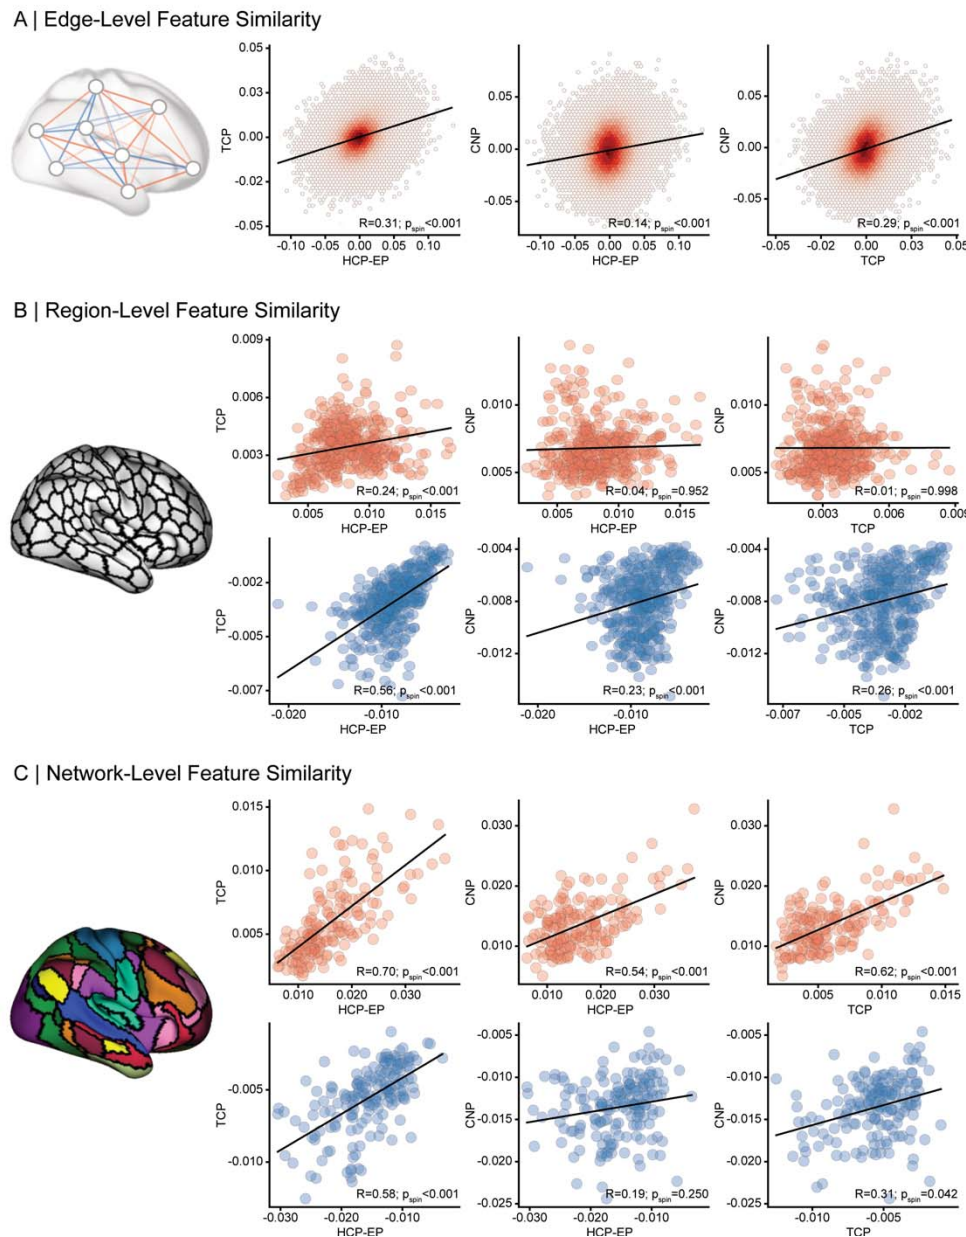 A | Edge-Level Feature Similarity
TCP
0.05
0.03
0.00
-0.02
-0.05
R=0.31; pspin<0.001
-0.10 -0.05 0.00 0.05 0.10
HCP-EP
CNP
0.05
0.00
-0.05
R=0.14; pspin<0.001
-0.10 -0.05 0.00 0.05 0.10
HCP-EP
CNP
0.05
0.00
-0.05
R=0.29; pspin<0.001
-0.05 -0.02 0.00 0.03 0.05
TCP
B | Region-Level Feature Similarity
TCP
0.009
0.006
0.003
R=0.24; pspin<0.001
0.005 0.010 0.015
HCP-EP
CNP
0.010
0.005
R=0.04; pspin=0.952
0.005 0.010 0.015
HCP-EP
CNP
0.010
0.005
R=0.01; pspin=0.998
0.003 0.006 0.009
TCP
TCP
-0.002
-0.005
-0.007
R=0.56; pspin<0.001
-0.020 -0.010
HCP-EP
CNP
-0.004
-0.008
-0.012
R=0.23; pspin<0.001
-0.020 -0.010
HCP-EP
CNP
-0.004
-0.008
-0.012
R=0.26; pspin<0.001
-0.007 -0.005 -0.002
TCP
C | Network-Level Feature Similarity
TCP
0.015
0.010
0.005
R=0.70; pspin<0.001
0.010 0.020 0.030
HCP-EP
CNP
0.030
0.020
0.010
R=0.54; pspin<0.001
0.010 0.020 0.030
HCP-EP
CNP
0.030
0.020
0.010
R=0.62; pspin<0.001
0.005 0.010 0.015
TCP
TCP
-0.005
-0.010
R=0.58; pspin<0.001
-0.030 -0.020 -0.010
HCP-EP
CNP
-0.005
-0.010
-0.015
-0.020
-0.025
R=0.19; pspin=0.250
-0.030 -0.020 -0.010
HCP-EP
CNP
-0.005
-0.010
-0.015
-0.020
-0.025
R=0.31; pspin=0.042
-0.010 -0.005
TCP